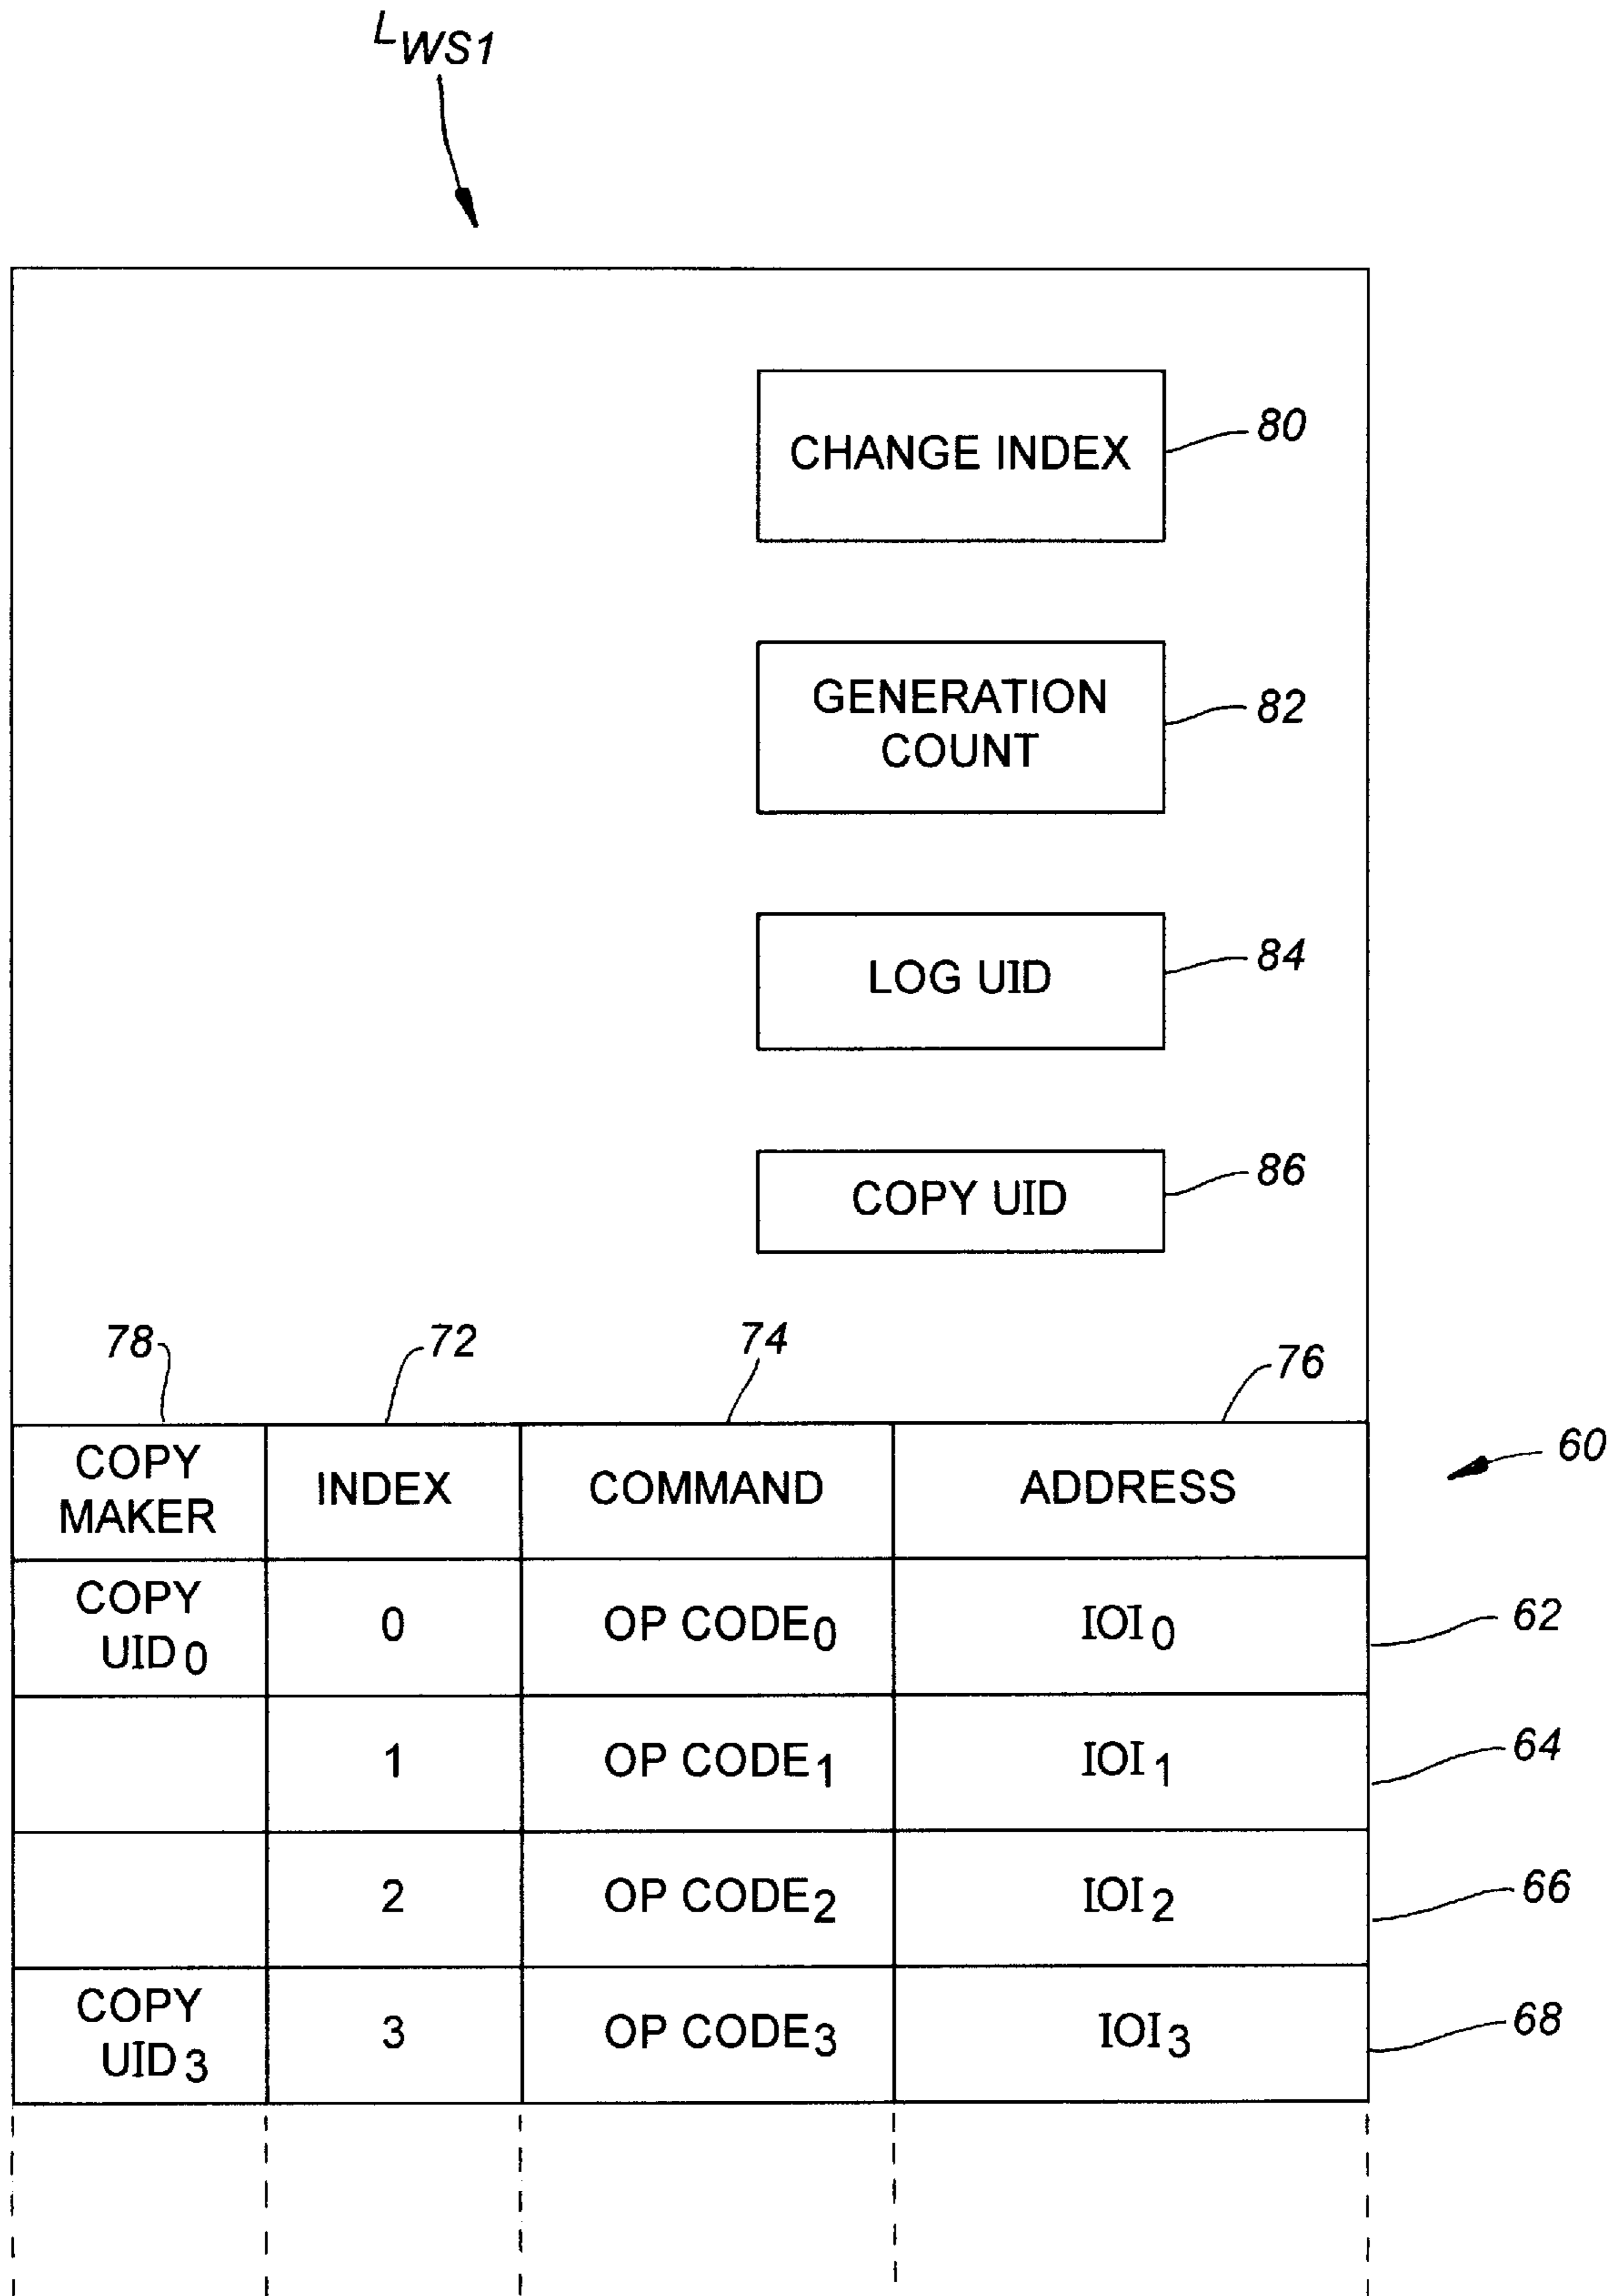 LWS1
CHANGE INDEX
80
GENERATION
COUNT
82
LOG UID
84
COPY UID
86
78 72 74 76
COPY
MAKER
INDEX
COMMAND
ADDRESS
60
COPY
UID0
0
OP CODE0
IOI0
62
1
OP CODE1
IOI1
64
2
OP CODE2
IOI2
66
COPY
UID3
3
OP CODE3
IOI3
68